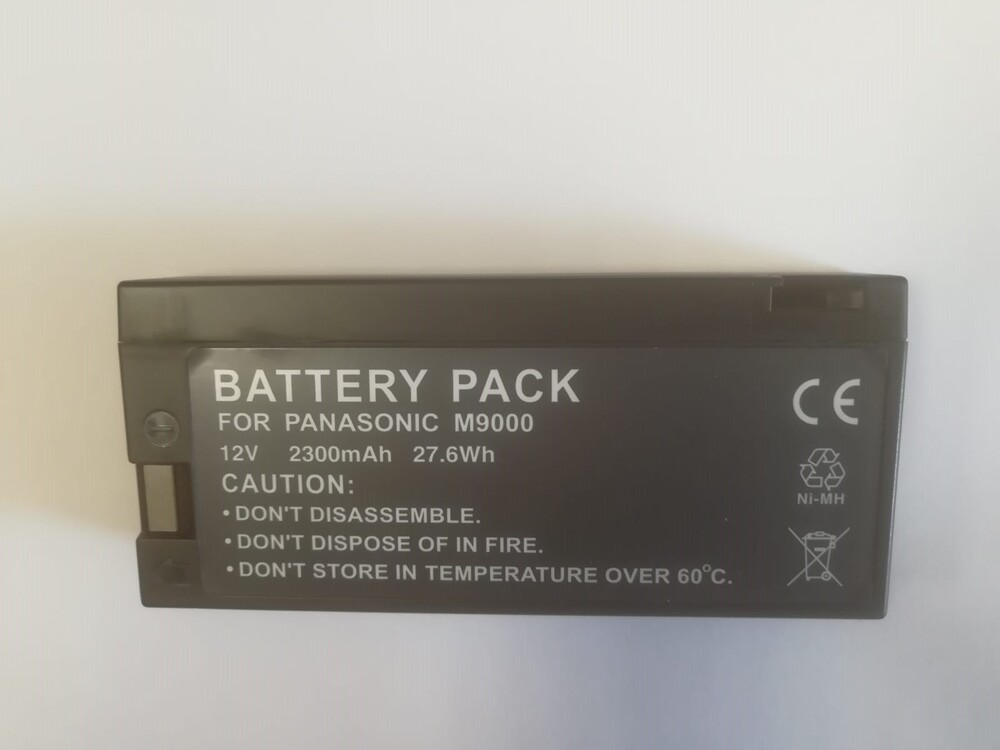 BATTERY PACK
FOR PANASONIC M9000
12V 2300mAh 27.6Wh
CAUTION:
•DON'T DISASSEMBLE.
•DON'T DISPOSE OF IN FIRE.
•DON'T STORE IN TEMPERATURE OVER 60°C.
CE
Ni-MH